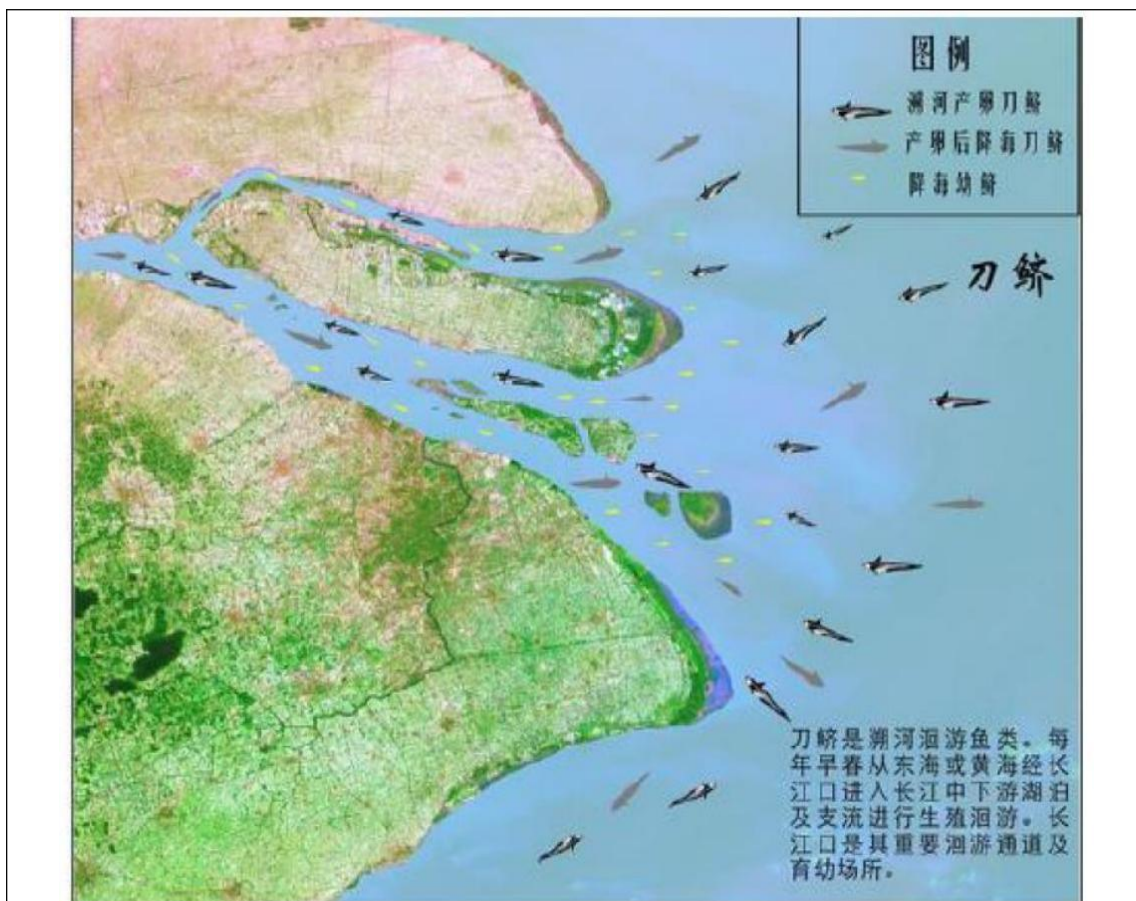 图例
溯河产卵刀鲚
产卵后降海刀鲚
降海幼鲚
刀鲚
刀鲚是溯河洄游鱼类。每
年早春从东海或黄海经长
江口进入长江中下游湖泊
及支流进行生殖洄游。长
江口是其重要洄游通道及
育幼场所。